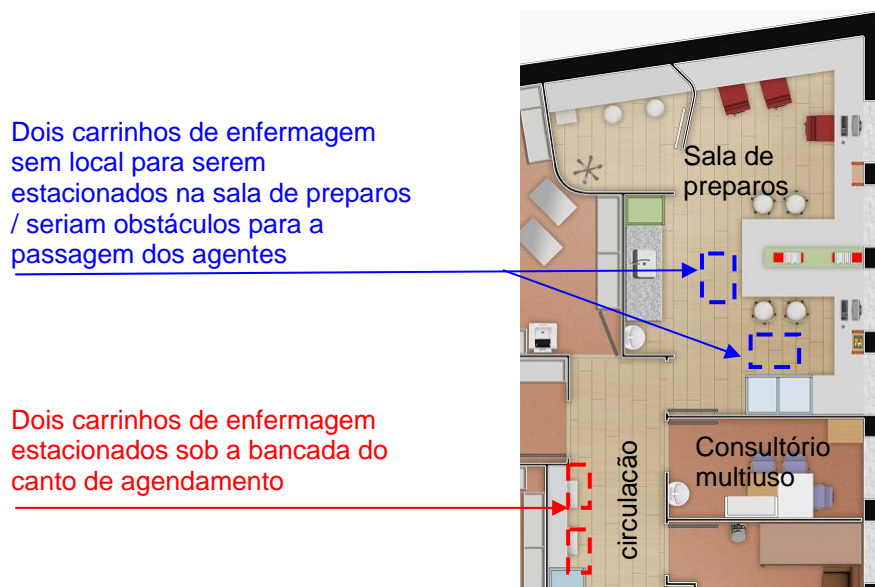 Dois carrinhos de enfermagem
sem local para serem
estacionados na sala de preparos
/ seriam obstáculos para a
passagem dos agentes
Dois carrinhos de enfermagem
estacionados sob a bancada do
canto de agendamento
Sala de
preparos
Consultório
multiuso
circulação